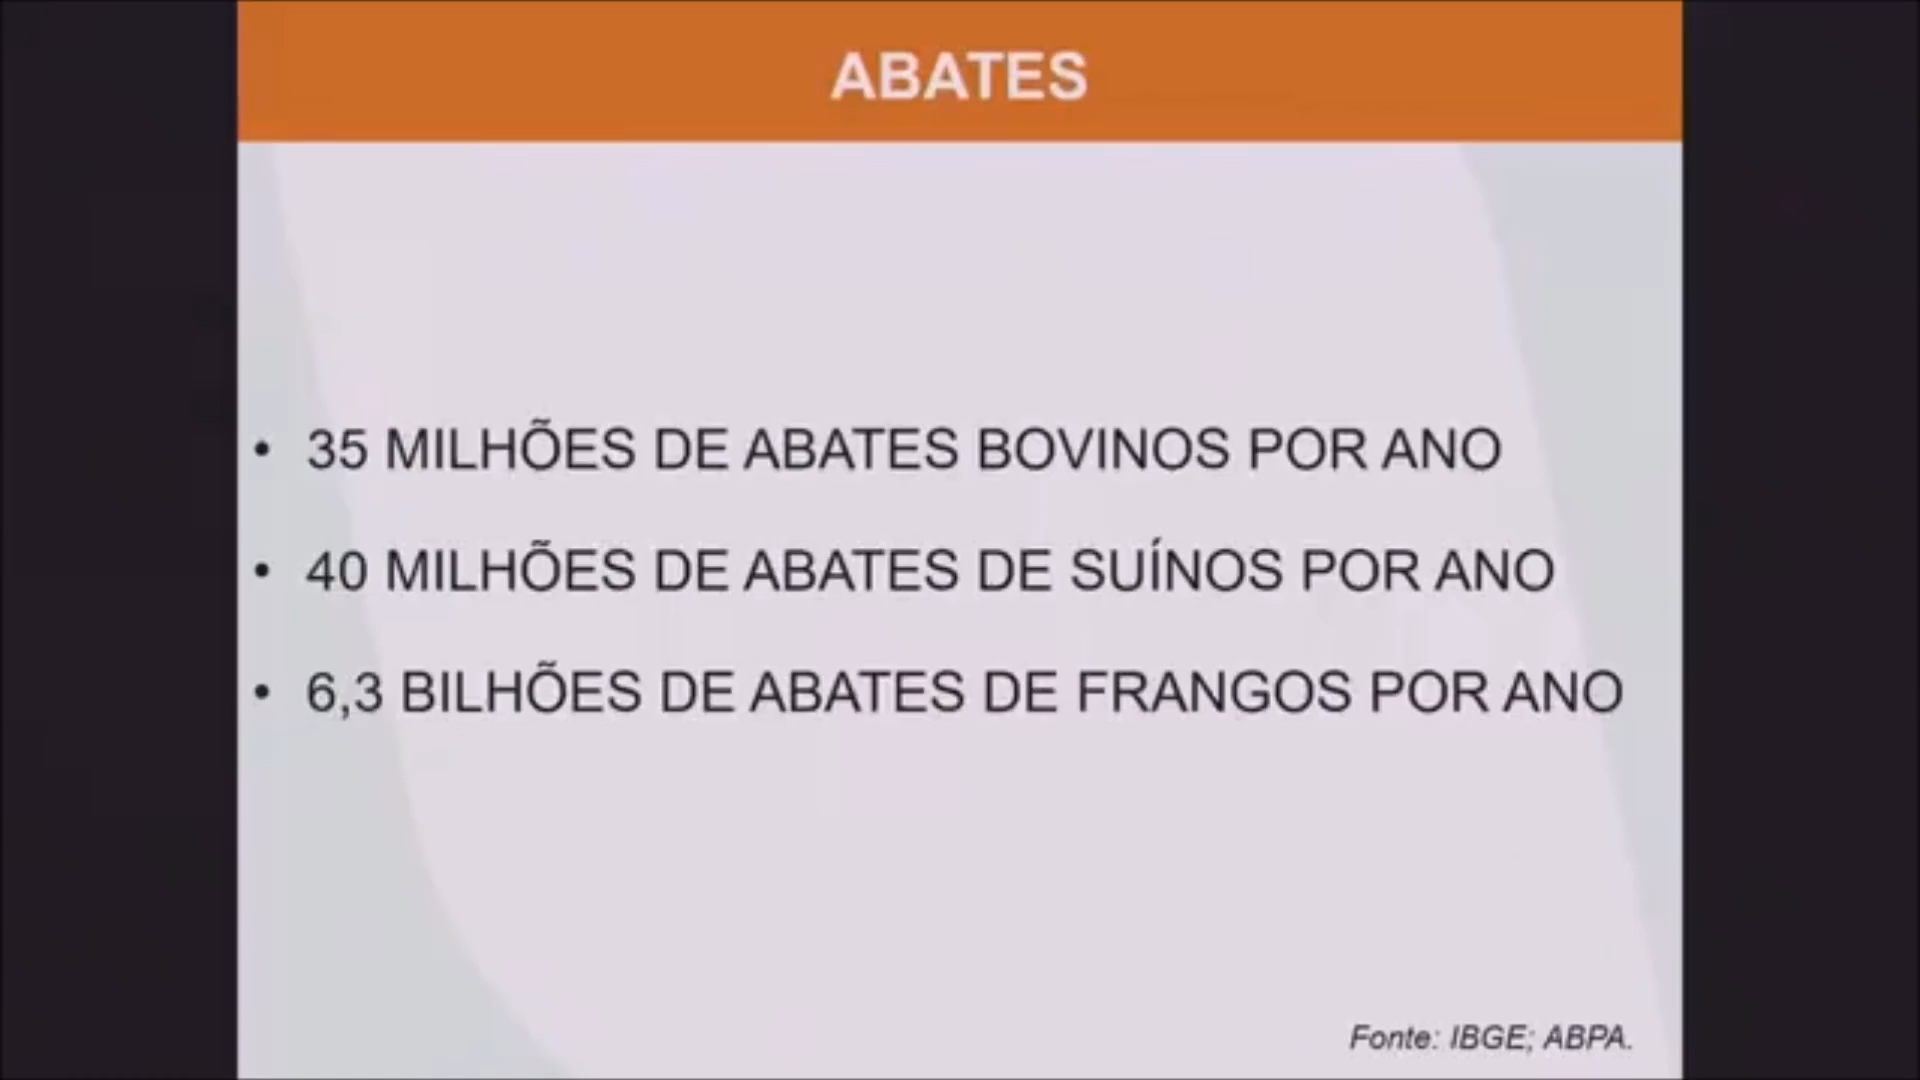 ABATES
• 35 MILHÕES DE ABATES BOVINOS POR ANO
• 40 MILHÕES DE ABATES DE SUÍNOS POR ANO
• 6,3 BILHÕES DE ABATES DE FRANGOS POR ANO
Fonte: IBGE; ABPA.